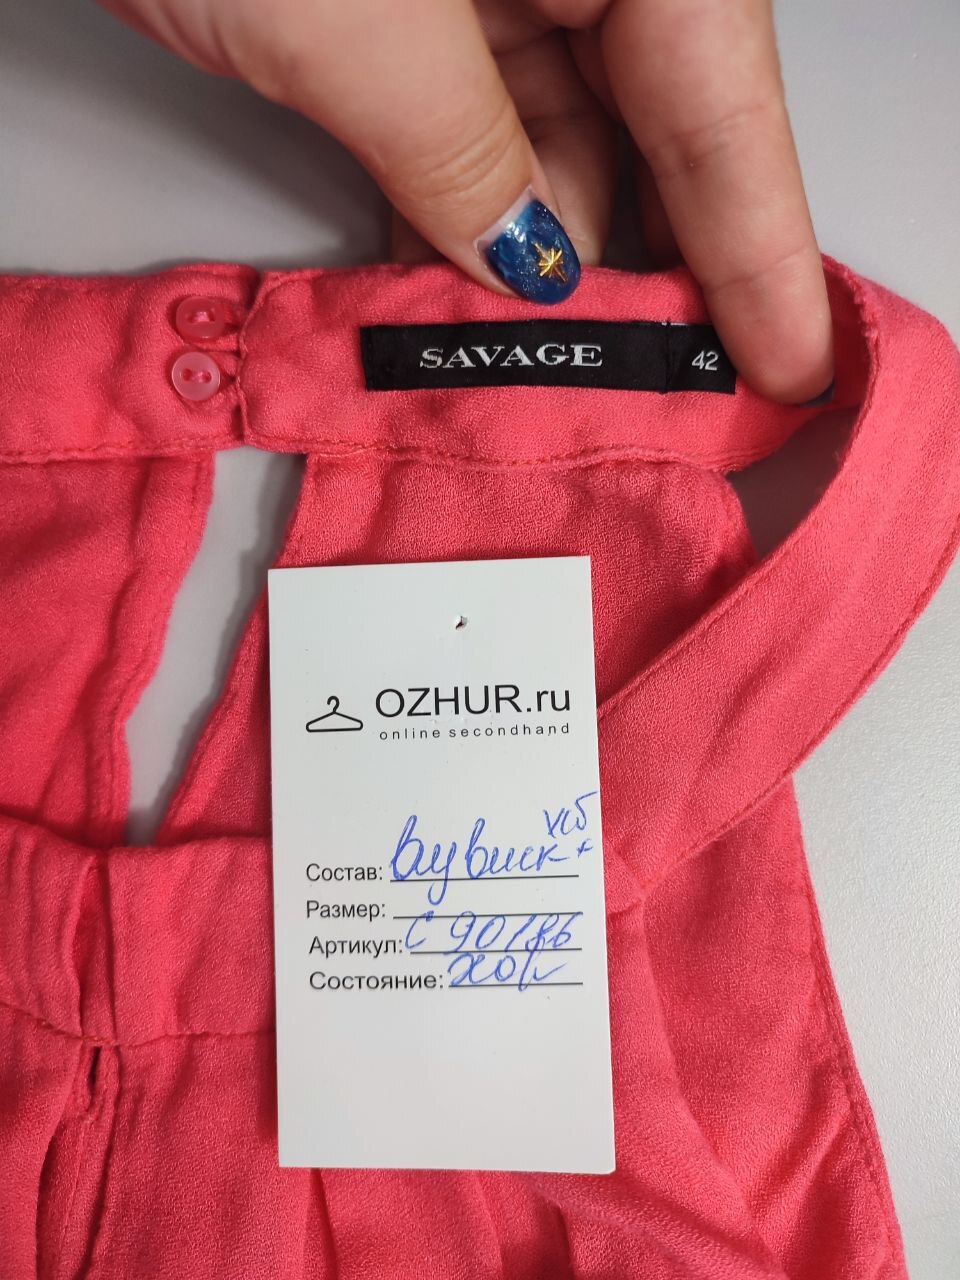 SAVAGE
42
OZHUR.ru
online secondhand
хб
Состав: вувиск +
Размер:
Артикул: С 90186
Состояние: хор